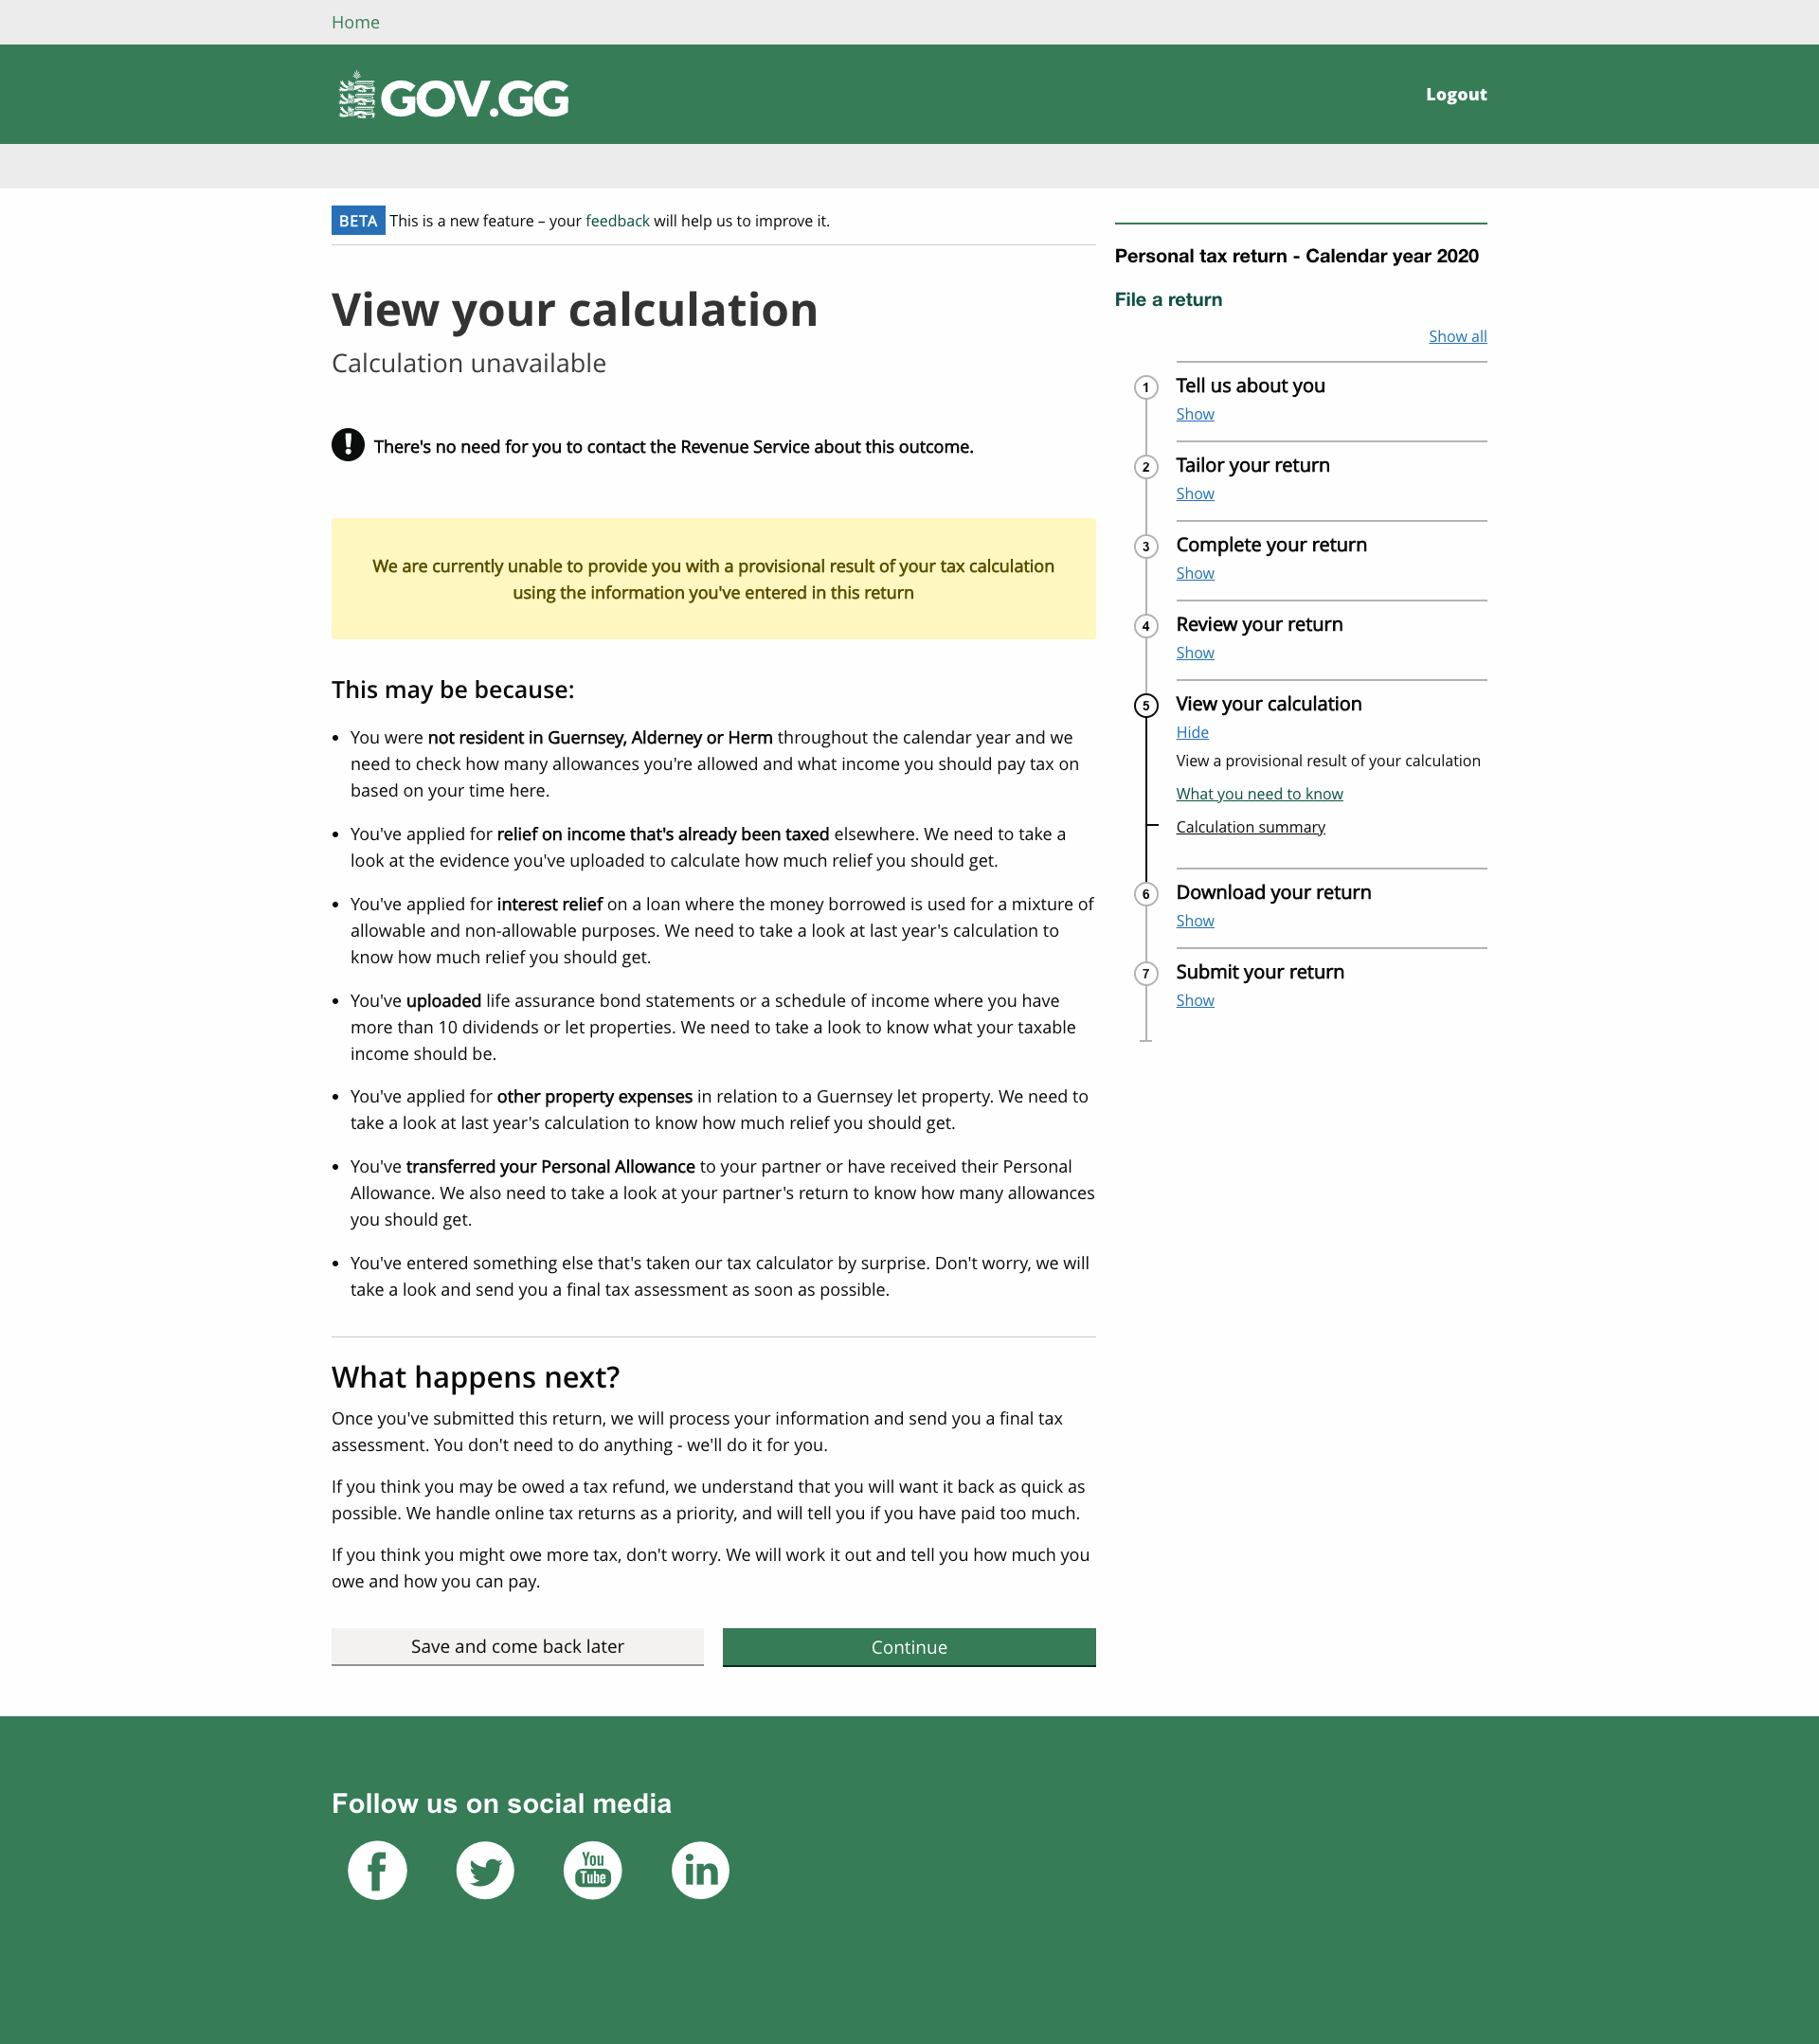 Home
GOV.GG
Logout
BETA This is a new feature – your feedback will help us to improve it.
View your calculation
Calculation unavailable
! There's no need for you to contact the Revenue Service about this outcome.
We are currently unable to provide you with a provisional result of your tax calculation
using the information you've entered in this return
This may be because:
• You were not resident in Guernsey, Alderney or Herm throughout the calendar year and we
need to check how many allowances you're allowed and what income you should pay tax on
based on your time here.
• You've applied for relief on income that's already been taxed elsewhere. We need to take a
look at the evidence you've uploaded to calculate how much relief you should get.
• You've applied for interest relief on a loan where the money borrowed is used for a mixture of
allowable and non-allowable purposes. We need to take a look at last year's calculation to
know how much relief you should get.
• You've uploaded life assurance bond statements or a schedule of income where you have
more than 10 dividends or let properties. We need to take a look to know what your taxable
income should be.
• You've applied for other property expenses in relation to a Guernsey let property. We need to
take a look at last year's calculation to know how much relief you should get.
• You've transferred your Personal Allowance to your partner or have received their Personal
Allowance. We also need to take a look at your partner's return to know how many allowances
you should get.
• You've entered something else that's taken our tax calculator by surprise. Don't worry, we will
take a look and send you a final tax assessment as soon as possible.
What happens next?
Once you've submitted this return, we will process your information and send you a final tax
assessment. You don't need to do anything - we'll do it for you.
If you think you may be owed a tax refund, we understand that you will want it back as quick as
possible. We handle online tax returns as a priority, and will tell you if you have paid too much.
If you think you might owe more tax, don't worry. We will work it out and tell you how much you
owe and how you can pay.
Save and come back later
Continue
Personal tax return - Calendar year 2020
File a return
Show all
1 Tell us about you
Show
2 Tailor your return
Show
3 Complete your return
Show
4 Review your return
Show
5 View your calculation
Hide
View a provisional result of your calculation
What you need to know
Calculation summary
6 Download your return
Show
7 Submit your return
Show
Follow us on social media
f
You
Tube
in